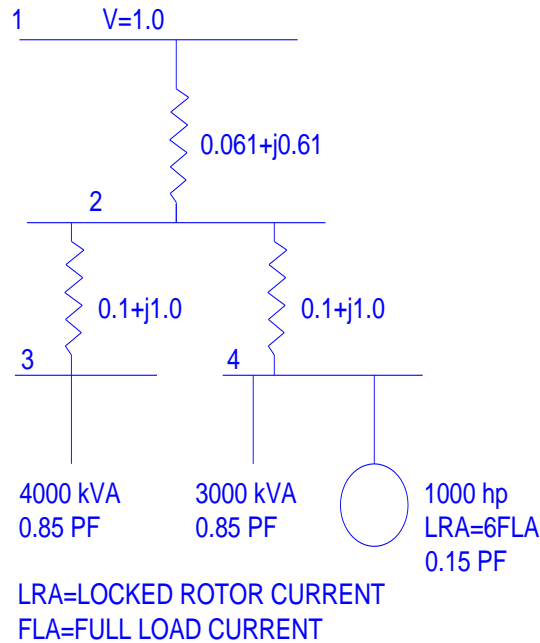 1 V=1.0
0.061+j0.61
2
0.1+j1.0 0.1+j1.0
3 4
4000 kVA 3000 kVA 1000 hp
0.85 PF 0.85 PF LRA=6FLA
0.15 PF
LRA=LOCKED ROTOR CURRENT
FLA=FULL LOAD CURRENT